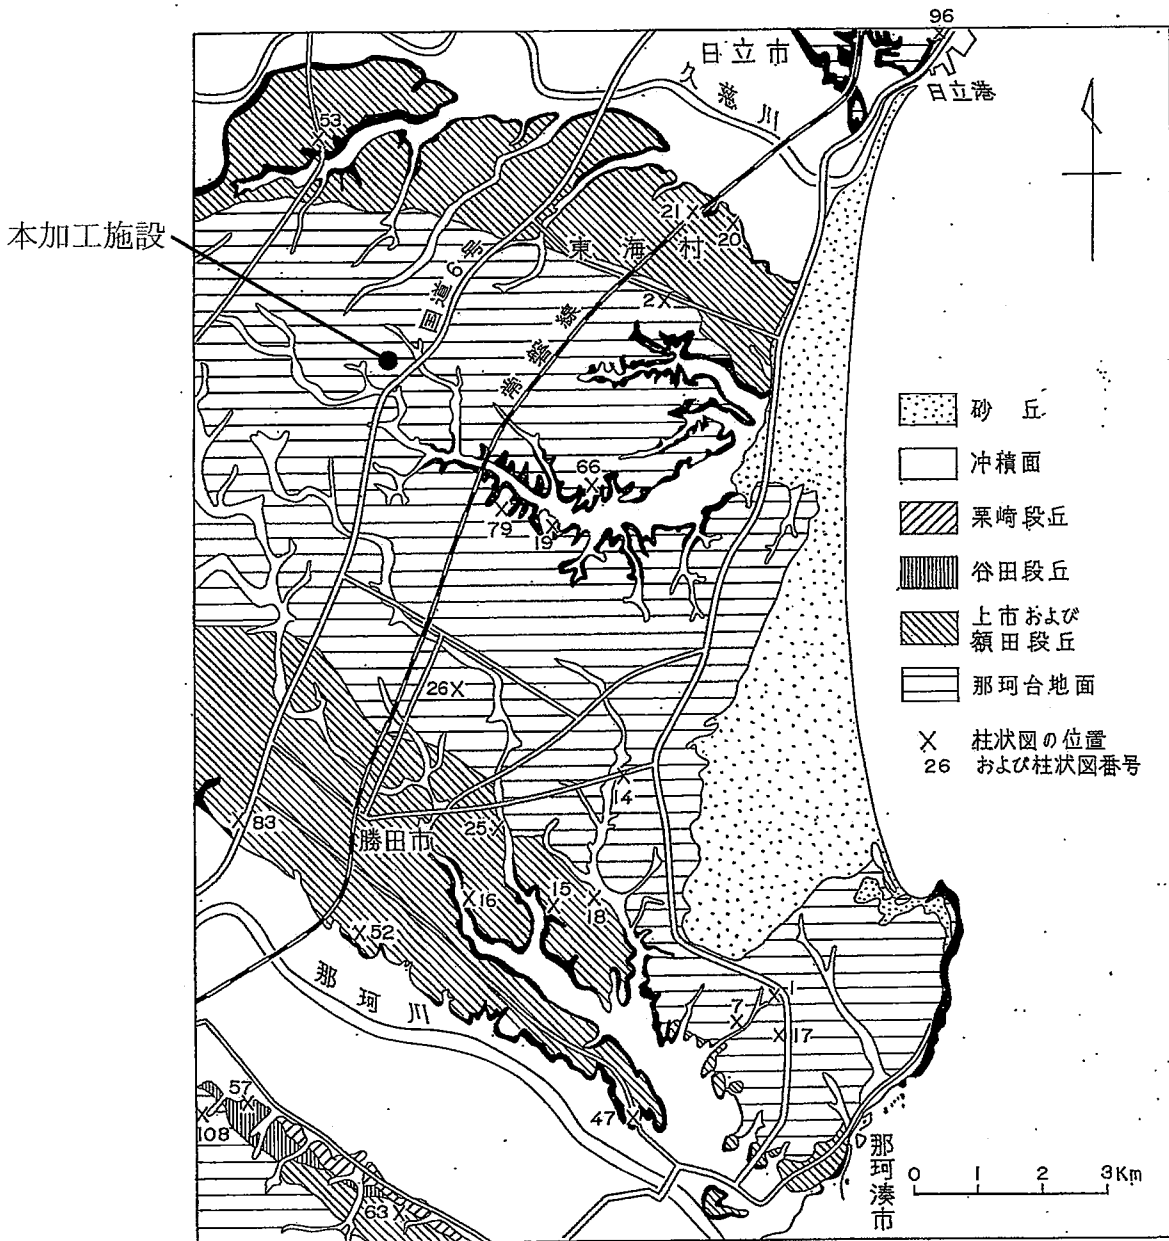 96
日立市
日立港
久慈川
53
本加工施設
21
20
東海村
国道6号
2
常磐線
砂丘
沖積面
66
栗崎段丘
79
19
谷田段丘
上市および
額田段丘
那珂台地面
26
柱状図の位置
26 および柱状図番号
14
83
勝田市
25
16
15
18
52
那珂川
1
7
17
57
108
47
63
那珂湊市
0 1 2 3Km